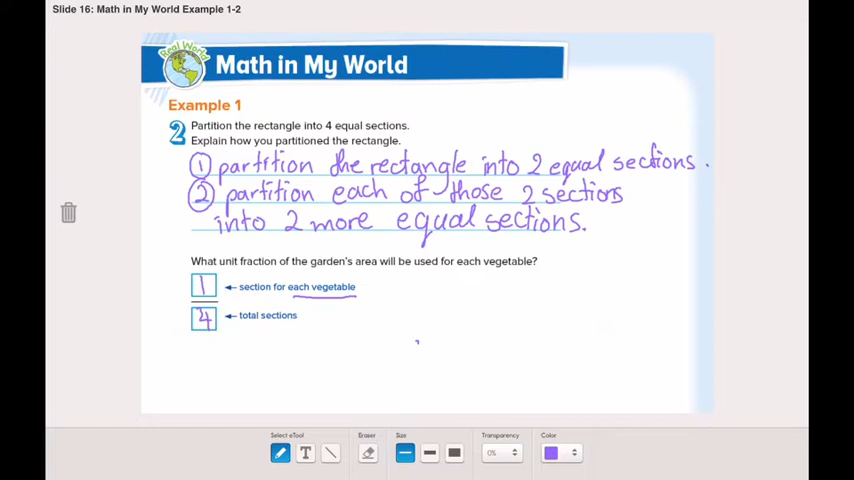 Slide 16: Math in My World Example 1-2
Real World
Math in My World
Example 1
2
Partition the rectangle into 4 equal sections.
Explain how you partitioned the rectangle.
① partition the rectangle into 2 equal sections.
② partition each of those 2 sections
into 2 more equal sections.
What unit fraction of the garden's area will be used for each vegetable?
1 ← section for each vegetable
4 ← total sections
Select eTool Eraser Size Transparency Color
T 0%